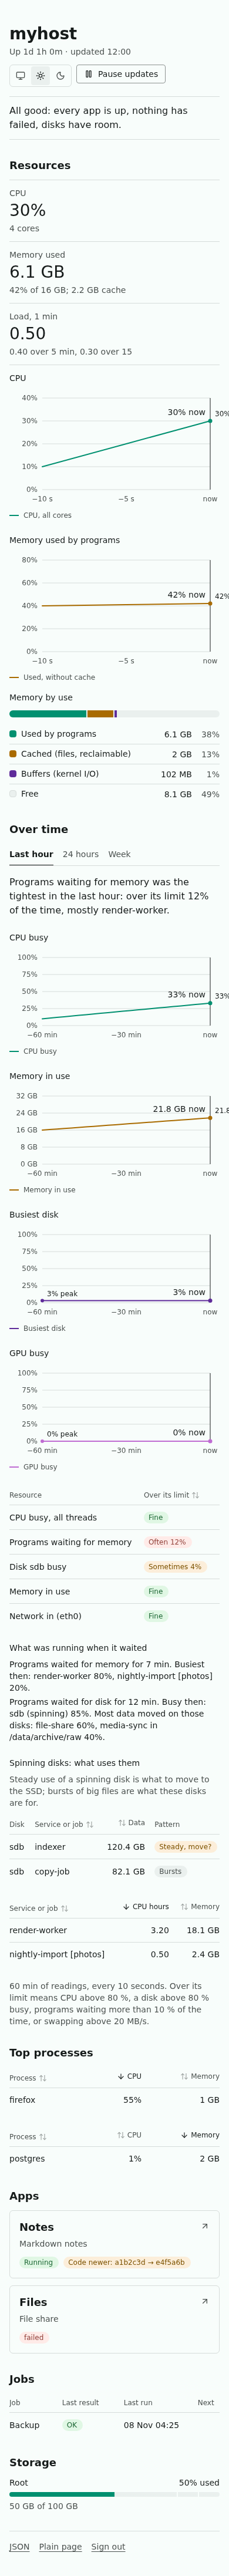 myhost
Up 1d 1h 0m · updated 12:00
Pause updates
All good: every app is up, nothing has
failed, disks have room.
Resources
CPU
30%
4 cores
Memory used
6.1 GB
42% of 16 GB; 2.2 GB cache
Load, 1 min
0.50
0.40 over 5 min, 0.30 over 15
CPU
40%
30% now
30%
30%
20%
10%
0%
−10 s
−5 s
now
CPU, all cores
Memory used by programs
80%
60%
42% now
42%
40%
20%
0%
−10 s
−5 s
now
Used, without cache
Memory by use
Used by programs 6.1 GB 38%
Cached (files, reclaimable) 2 GB 13%
Buffers (kernel I/O) 102 MB 1%
Free 8.1 GB 49%
Over time
Last hour 24 hours Week
Programs waiting for memory was the
tightest in the last hour: over its limit 12%
of the time, mostly render-worker.
CPU busy
100%
75%
50%
33% now
33%
25%
0%
−60 min
−30 min
now
CPU busy
Memory in use
32 GB
24 GB
21.8 GB now
21.8
16 GB
8 GB
0 GB
−60 min
−30 min
now
Memory in use
Busiest disk
100%
75%
50%
25%
3% peak
3% now
0%
−60 min
−30 min
now
Busiest disk
GPU busy
100%
75%
50%
25%
0% peak
0% now
0%
−60 min
−30 min
now
GPU busy
Resource Over its limit
CPU busy, all threads Fine
Programs waiting for memory Often 12%
Disk sdb busy Sometimes 4%
Memory in use Fine
Network in (eth0) Fine
What was running when it waited
Programs waited for memory for 7 min. Busiest
then: render-worker 80%, nightly-import [photos]
20%.
Programs waited for disk for 12 min. Busy then:
sdb (spinning) 85%. Most data moved on those
disks: file-share 60%, media-sync in
/data/archive/raw 40%.
Spinning disks: what uses them
Steady use of a spinning disk is what to move to
the SSD; bursts of big files are what these disks
are for.
Disk Service or job Data Pattern
sdb indexer 120.4 GB Steady, move?
sdb copy-job 82.1 GB Bursts
Service or job CPU hours Memory
render-worker 3.20 18.1 GB
nightly-import [photos] 0.50 2.4 GB
60 min of readings, every 10 seconds. Over its
limit means CPU above 80 %, a disk above 80 %
busy, programs waiting more than 10 % of the
time, or swapping above 20 MB/s.
Top processes
Process CPU Memory
firefox 55% 1 GB
Process CPU Memory
postgres 1% 2 GB
Apps
Notes
Markdown notes
Running Code newer: a1b2c3d → e4f5a6b
Files
File share
failed
Jobs
Job Last result Last run Next
Backup OK 08 Nov 04:25
Storage
Root 50% used
50 GB of 100 GB
JSON Plain page Sign out